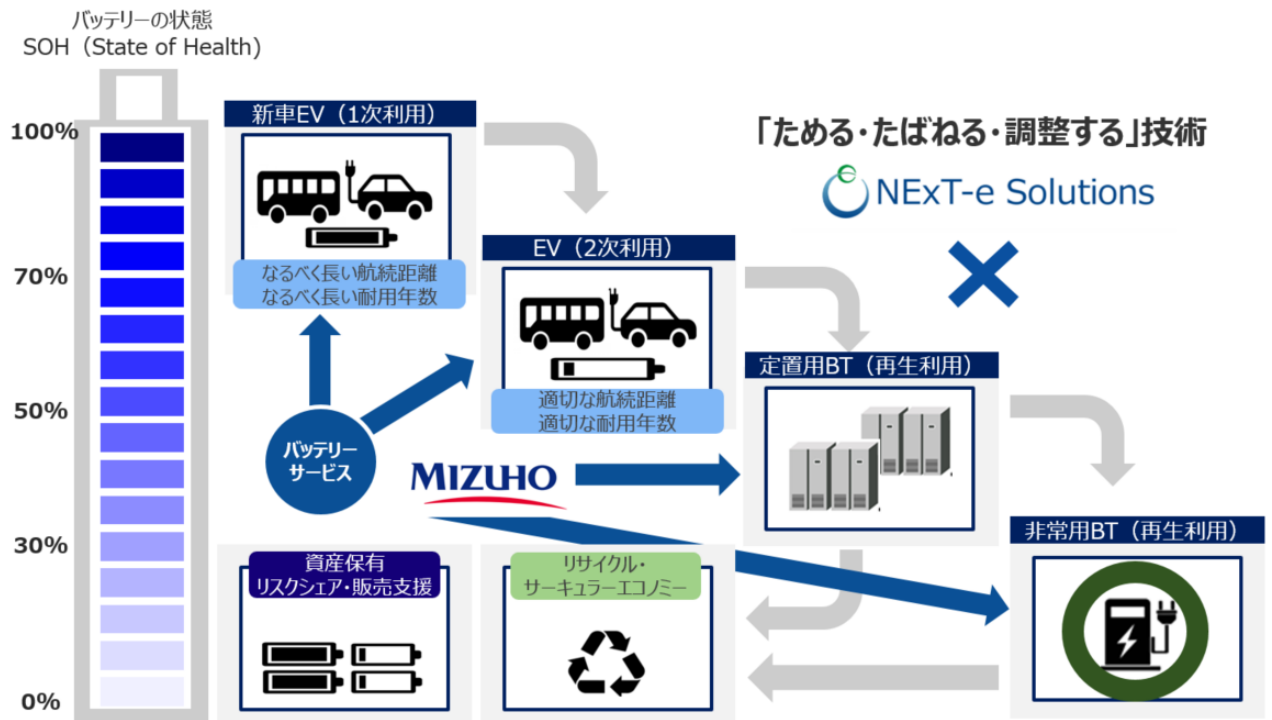 バッテリーの状態
SOH（State of Health)
100%
70%
50%
30%
0%
新車EV（1次利用）
なるべく長い航続距離
なるべく長い耐用年数
EV（2次利用）
適切な航続距離
適切な耐用年数
「ためる・たばねる・調整する」技術
NExT-e Solutions
定置用BT（再生利用）
バッテリー
サービス
MIZUHO
非常用BT（再生利用）
資産保有
リスクシェア・販売支援
リサイクル・
サーキュラーエコノミー